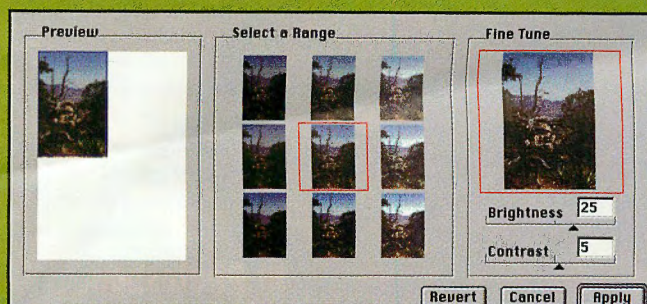 Preview
Select a Range
Fine Tune
Brightness 25
Contrast 5
Revert Cancel Apply